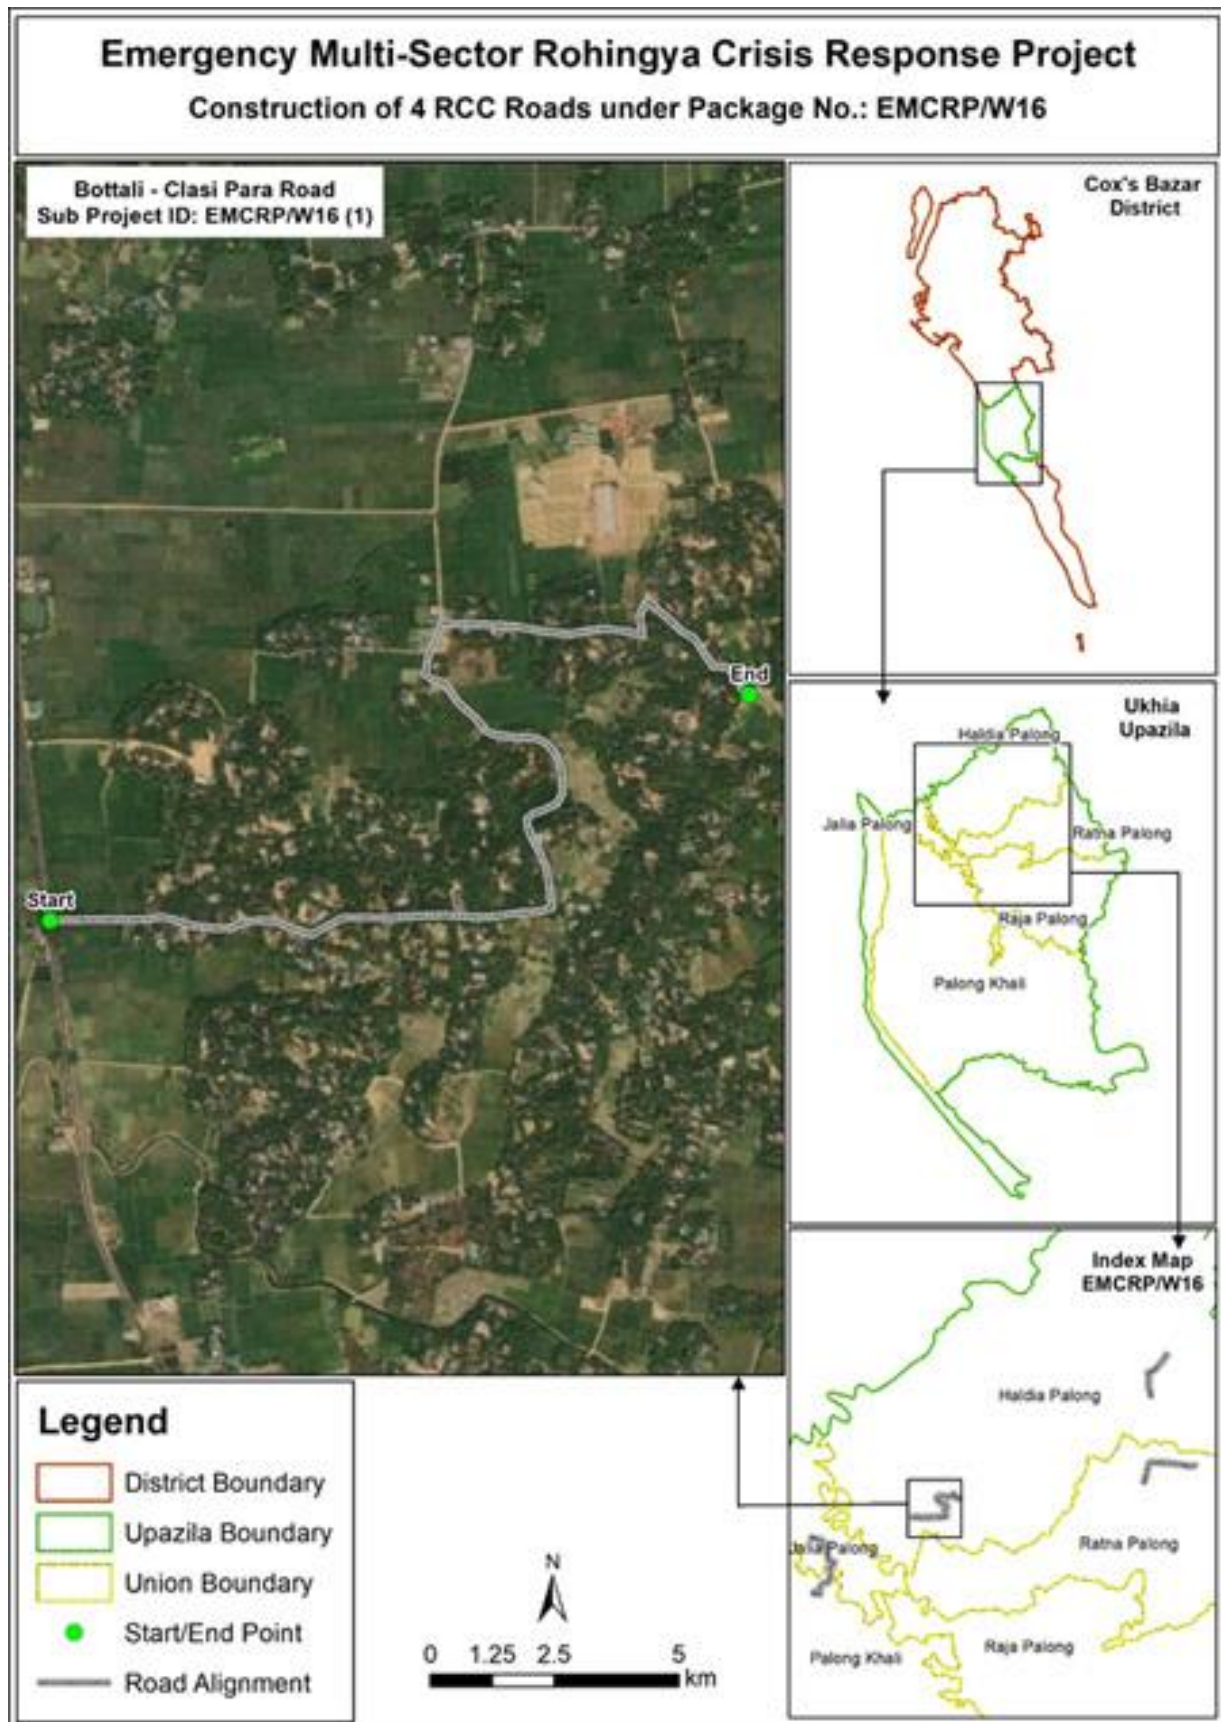 Emergency Multi-Sector Rohingya Crisis Response Project
Construction of 4 RCC Roads under Package No.: EMCRP/W16
Bottali - Clasi Para Road
Sub Project ID: EMCRP/W16 (1)
Start
End
Cox's Bazar
District
Ukhia
Upazila
Haldia Palong
Jalia Palong
Ratna Palong
Raja Palong
Palong Khali
Index Map
EMCRP/W16
Haldia Palong
Jalia Palong
Ratna Palong
Raja Palong
Palong Khali
Legend
District Boundary
Upazila Boundary
Union Boundary
Start/End Point
Road Alignment
N
0 1.25 2.5 5
km